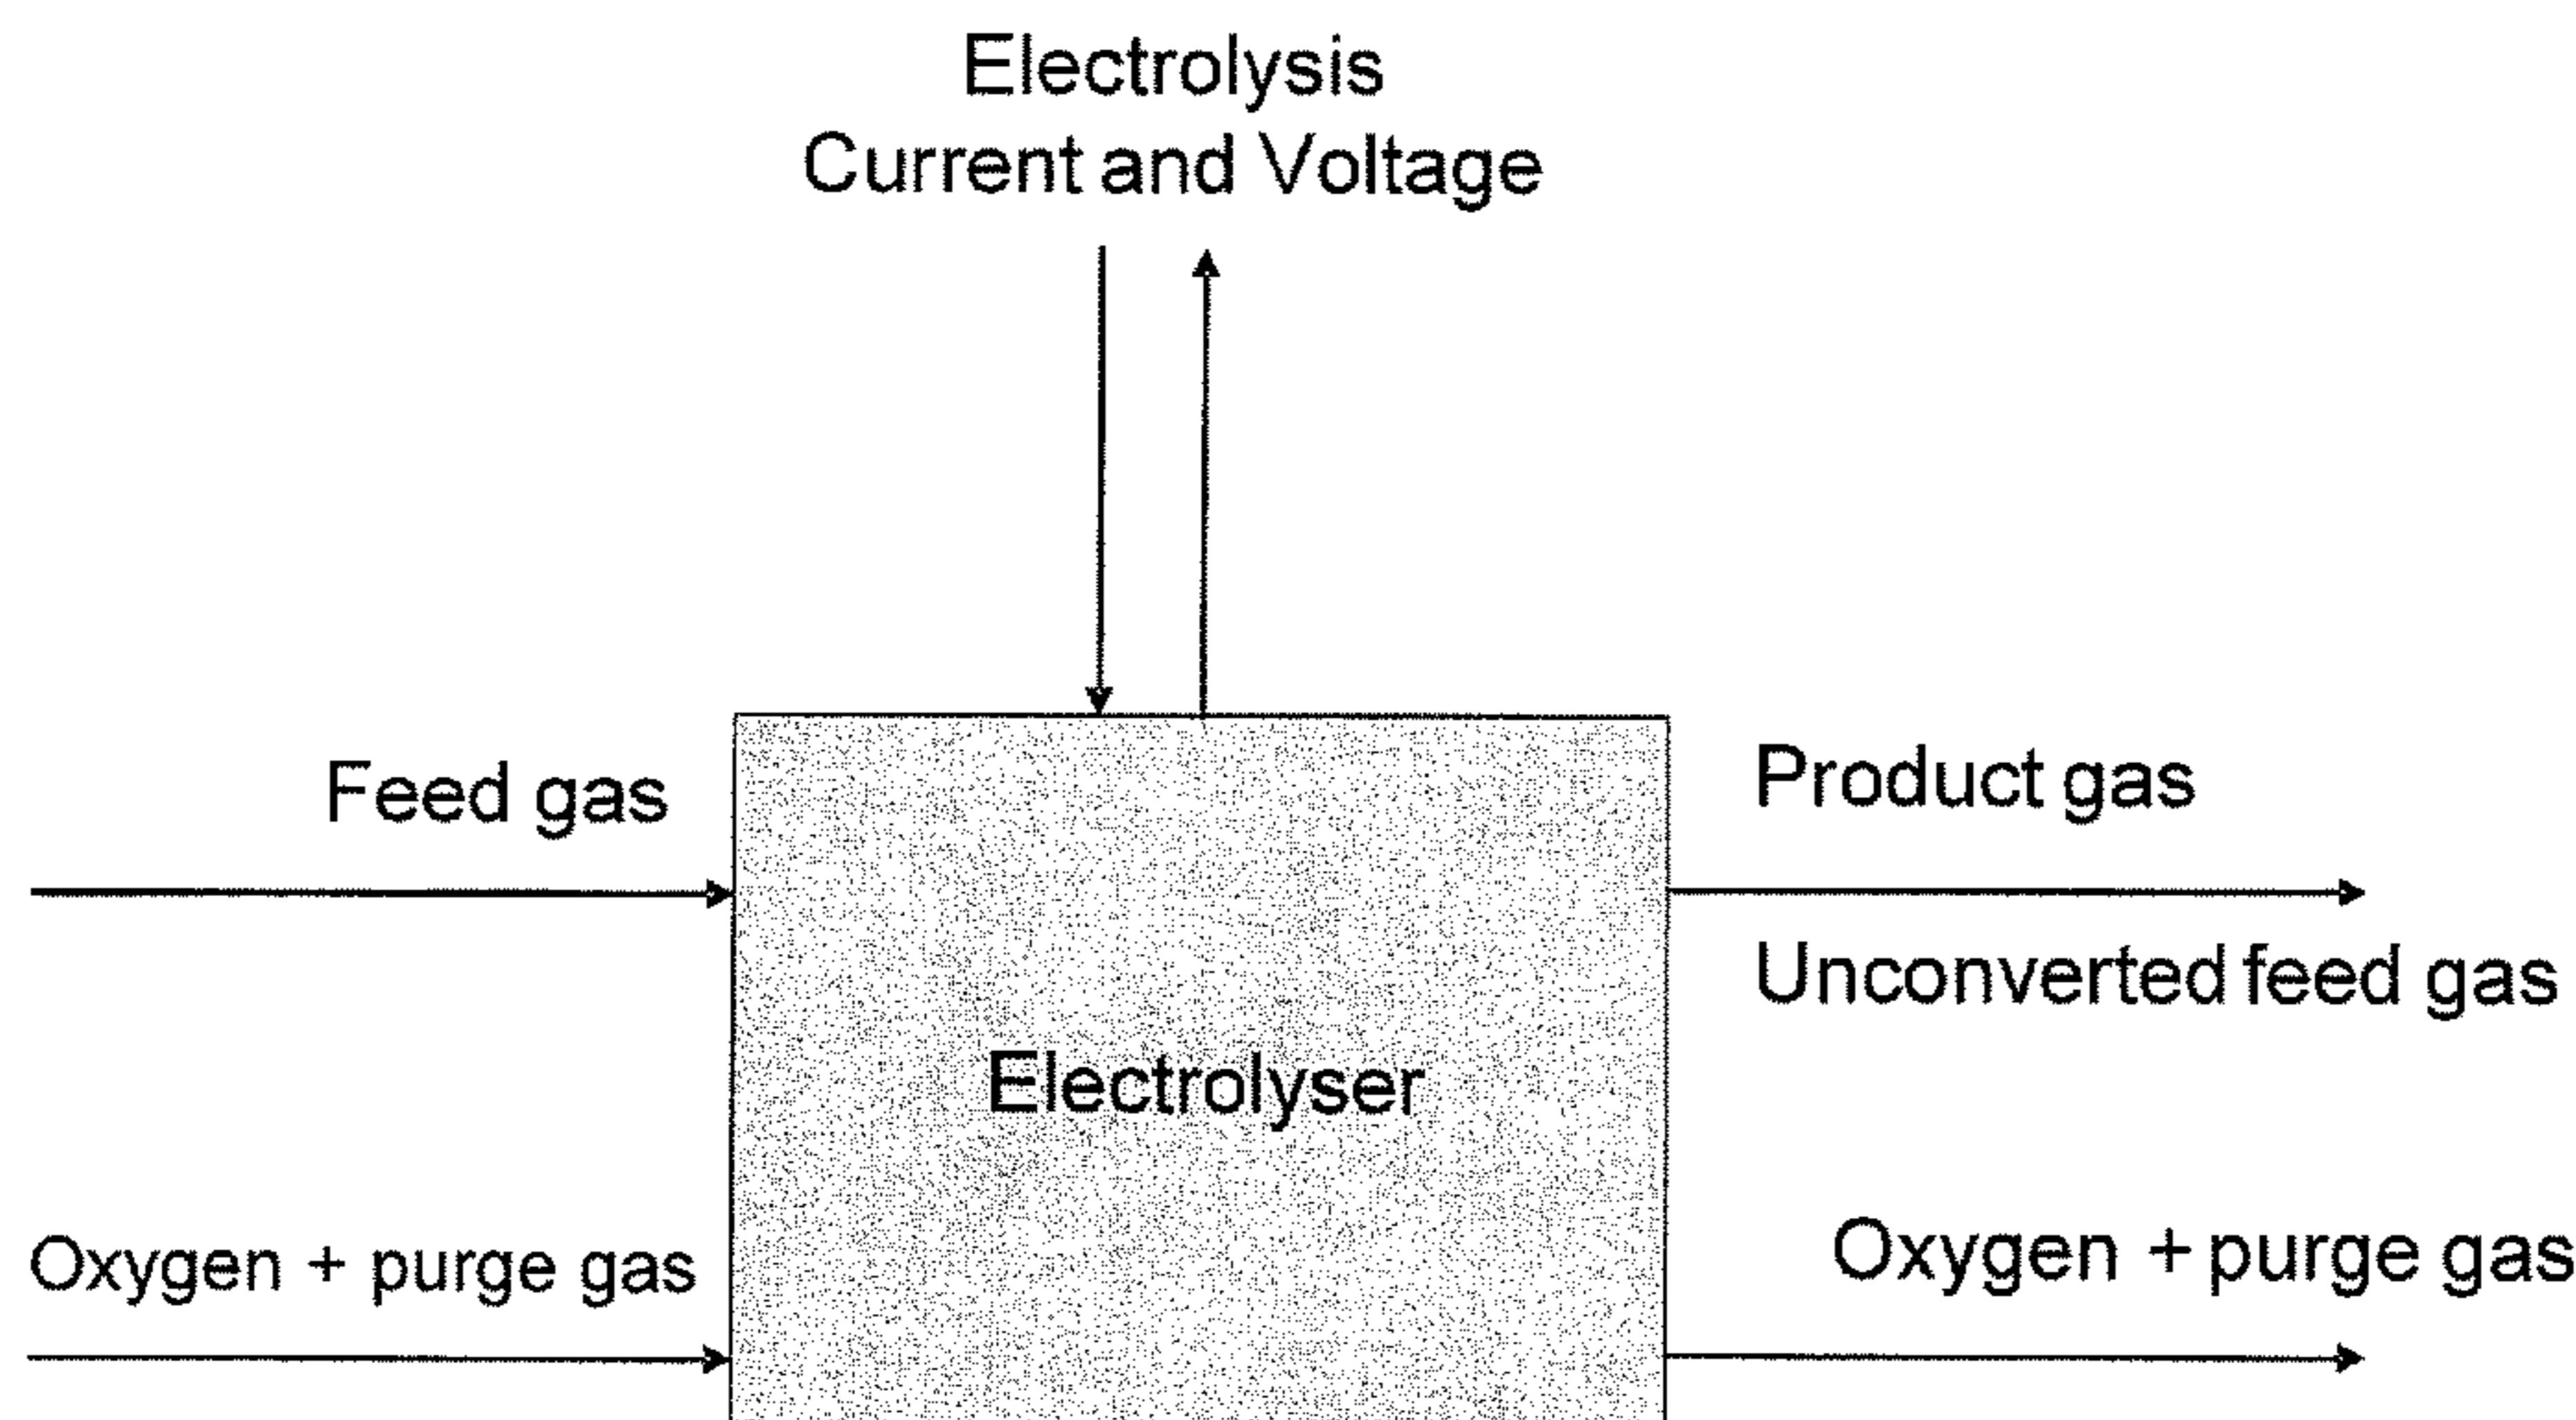 Electrolysis
Current and Voltage
Feed gas
Product gas
Unconverted feed gas
Electrolyser
Oxygen + purge gas
Oxygen + purge gas